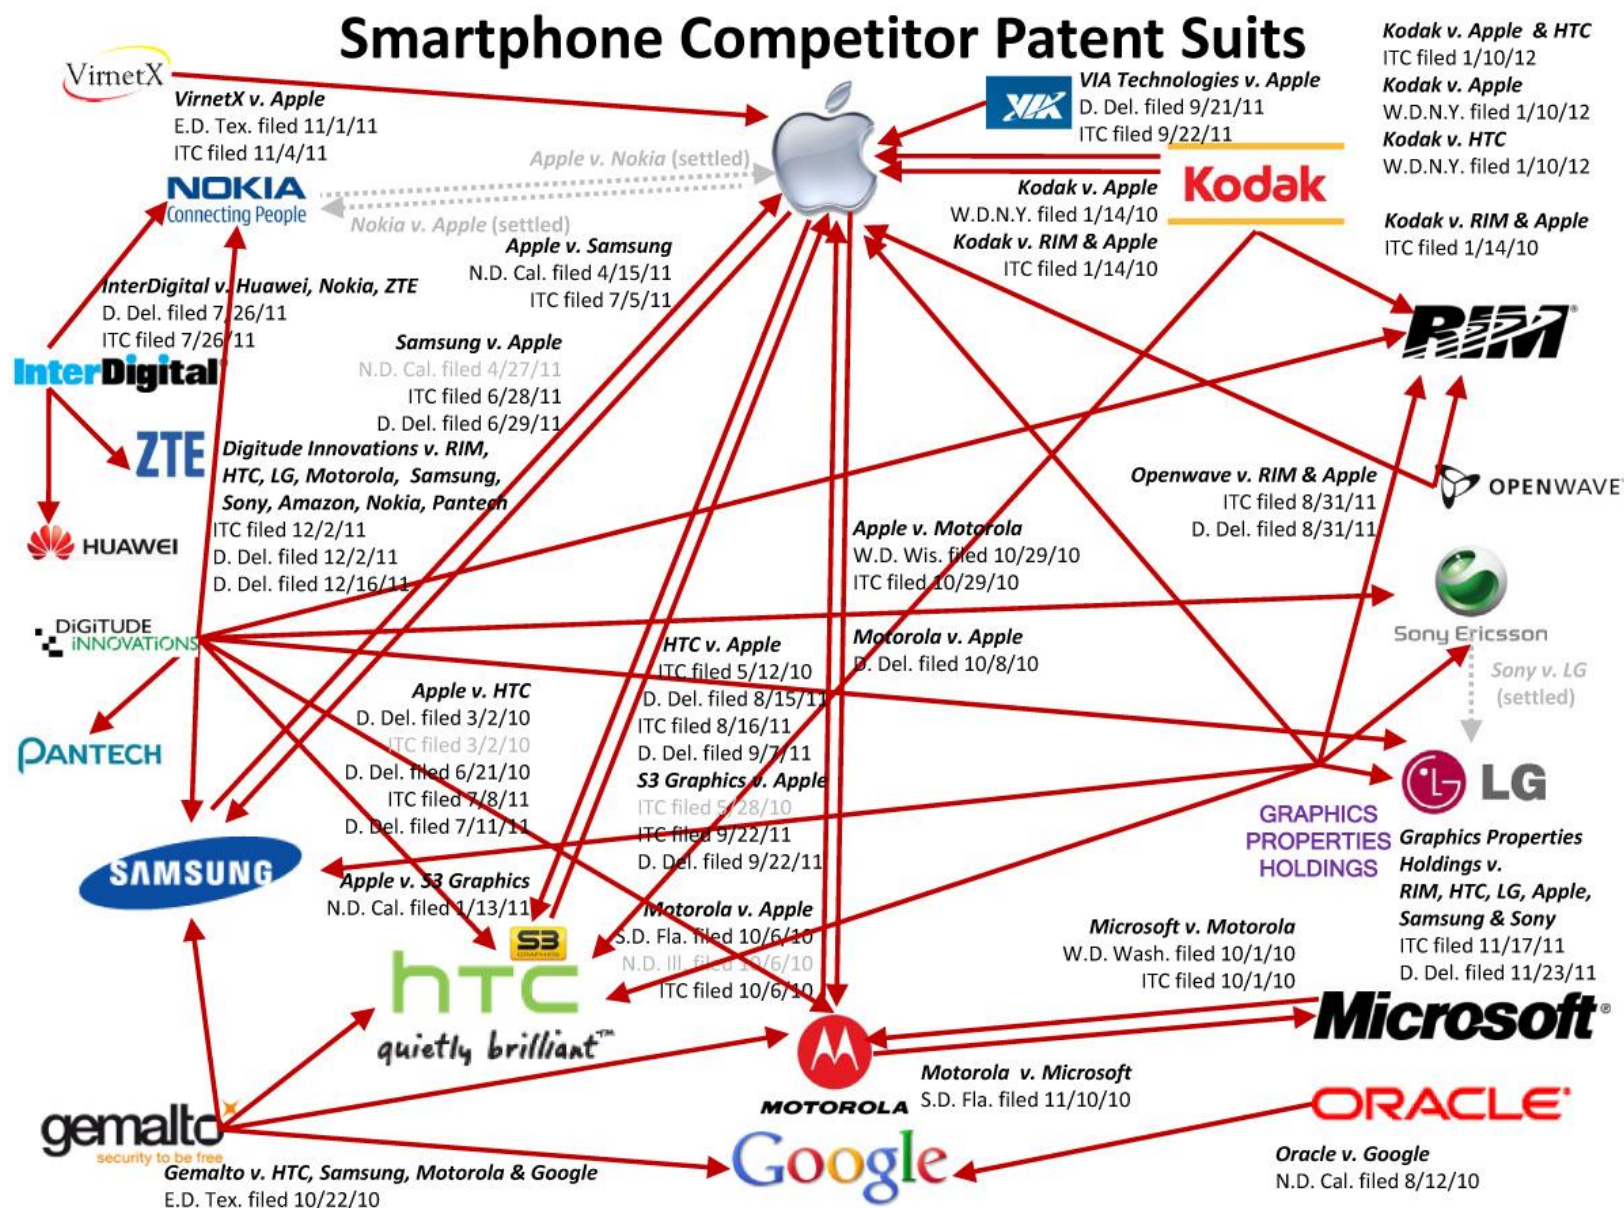 Smartphone Competitor Patent Suits
VirnetX
VirnetX v. Apple
E.D. Tex. filed 11/1/11
ITC filed 11/4/11
NOKIA
Connecting People
Apple v. Nokia (settled)
Nokia v. Apple (settled)
VIA
VIA Technologies v. Apple
D. Del. filed 9/21/11
ITC filed 9/22/11
Kodak
Kodak v. Apple & HTC
ITC filed 1/10/12
Kodak v. Apple
W.D.N.Y. filed 1/10/12
Kodak v. HTC
W.D.N.Y. filed 1/10/12
Kodak v. RIM & Apple
ITC filed 1/14/10
Kodak v. Apple
W.D.N.Y. filed 1/14/10
Kodak v. RIM & Apple
ITC filed 1/14/10
Apple v. Samsung
N.D. Cal. filed 4/15/11
ITC filed 7/5/11
InterDigital v. Huawei, Nokia, ZTE
D. Del. filed 7/26/11
ITC filed 7/26/11
InterDigital
Samsung v. Apple
N.D. Cal. filed 4/27/11
ITC filed 6/28/11
D. Del. filed 6/29/11
RIM®
ZTE
Digitude Innovations v. RIM,
HTC, LG, Motorola, Samsung,
Sony, Amazon, Nokia, Pantech
ITC filed 12/2/11
D. Del. filed 12/2/11
D. Del. filed 12/16/11
HUAWEI
Openwave v. RIM & Apple
ITC filed 8/31/11
D. Del. filed 8/31/11
OPENWAVE
Apple v. Motorola
W.D. Wis. filed 10/29/10
ITC filed 10/29/10
Motorola v. Apple
D. Del. filed 10/8/10
Sony Ericsson
Sony v. LG
(settled)
DiGiTUDE
iNNOVATiONS
PANTECH
HTC v. Apple
ITC filed 5/12/10
D. Del. filed 8/15/11
ITC filed 8/16/11
D. Del. filed 9/7/11
S3 Graphics v. Apple
ITC filed 5/28/10
ITC filed 9/22/11
D. Del. filed 9/22/11
Apple v. HTC
D. Del. filed 3/2/10
ITC filed 3/2/10
D. Del. filed 6/21/10
ITC filed 7/8/11
D. Del. filed 7/11/11
LG
LG
GRAPHICS
PROPERTIES
HOLDINGS
Graphics Properties
Holdings v.
RIM, HTC, LG, Apple,
Samsung & Sony
ITC filed 11/17/11
D. Del. filed 11/23/11
SAMSUNG
Apple v. S3 Graphics
N.D. Cal. filed 1/13/11
S3
GRAPHICS
hTC
quietly brilliant™
Motorola v. Apple
S.D. Fla. filed 10/6/10
N.D. Ill. filed 10/6/10
ITC filed 10/6/10
Microsoft v. Motorola
W.D. Wash. filed 10/1/10
ITC filed 10/1/10
Microsoft®
MOTOROLA
Motorola v. Microsoft
S.D. Fla. filed 11/10/10
ORACLE
Oracle v. Google
N.D. Cal. filed 8/12/10
Google
gemalto
security to be free
Gemalto v. HTC, Samsung, Motorola & Google
E.D. Tex. filed 10/22/10